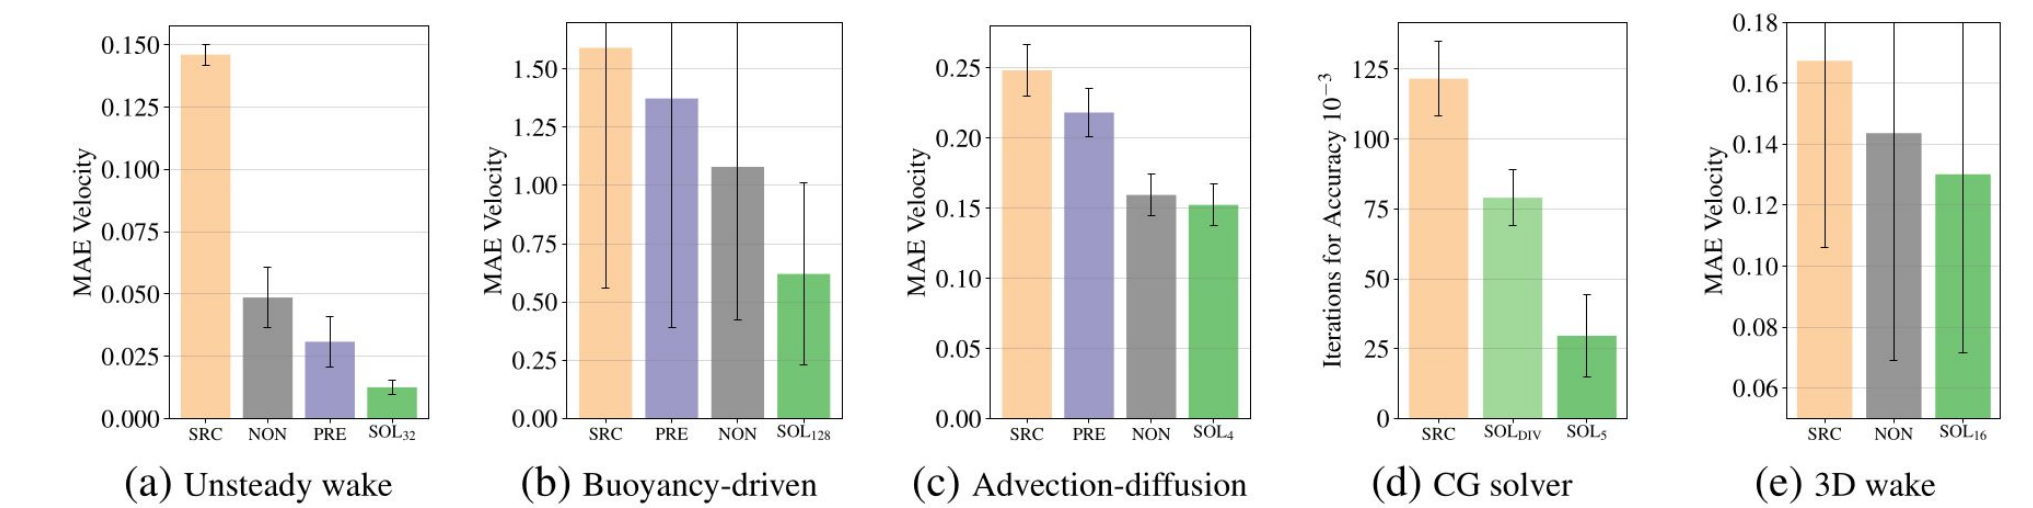 MAE Velocity
0.150
0.125
0.100
0.075
0.050
0.025
0.000
SRC NON PRE SOL₃₂
(a) Unsteady wake
MAE Velocity
1.50
1.25
1.00
0.75
0.50
0.25
0.00
SRC PRE NON SOL₁₂₈
(b) Buoyancy-driven
MAE Velocity
0.25
0.20
0.15
0.10
0.05
0.00
SRC PRE NON SOL₄
(c) Advection-diffusion
Iterations for Accuracy 10⁻³
125
100
75
50
25
0
SRC SOL_DIV SOL₅
(d) CG solver
MAE Velocity
0.18
0.16
0.14
0.12
0.10
0.08
0.06
SRC NON SOL₁₆
(e) 3D wake